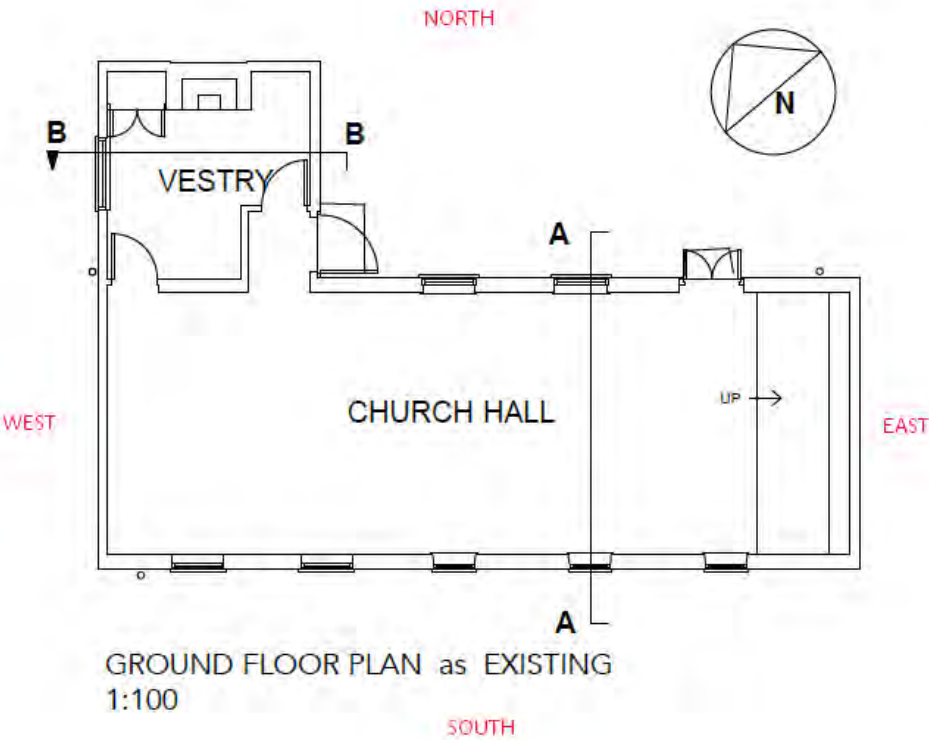 NORTH
N
B
B
VESTRY
A
UP
CHURCH HALL
WEST
EAST
A
GROUND FLOOR PLAN as EXISTING
1:100
SOUTH